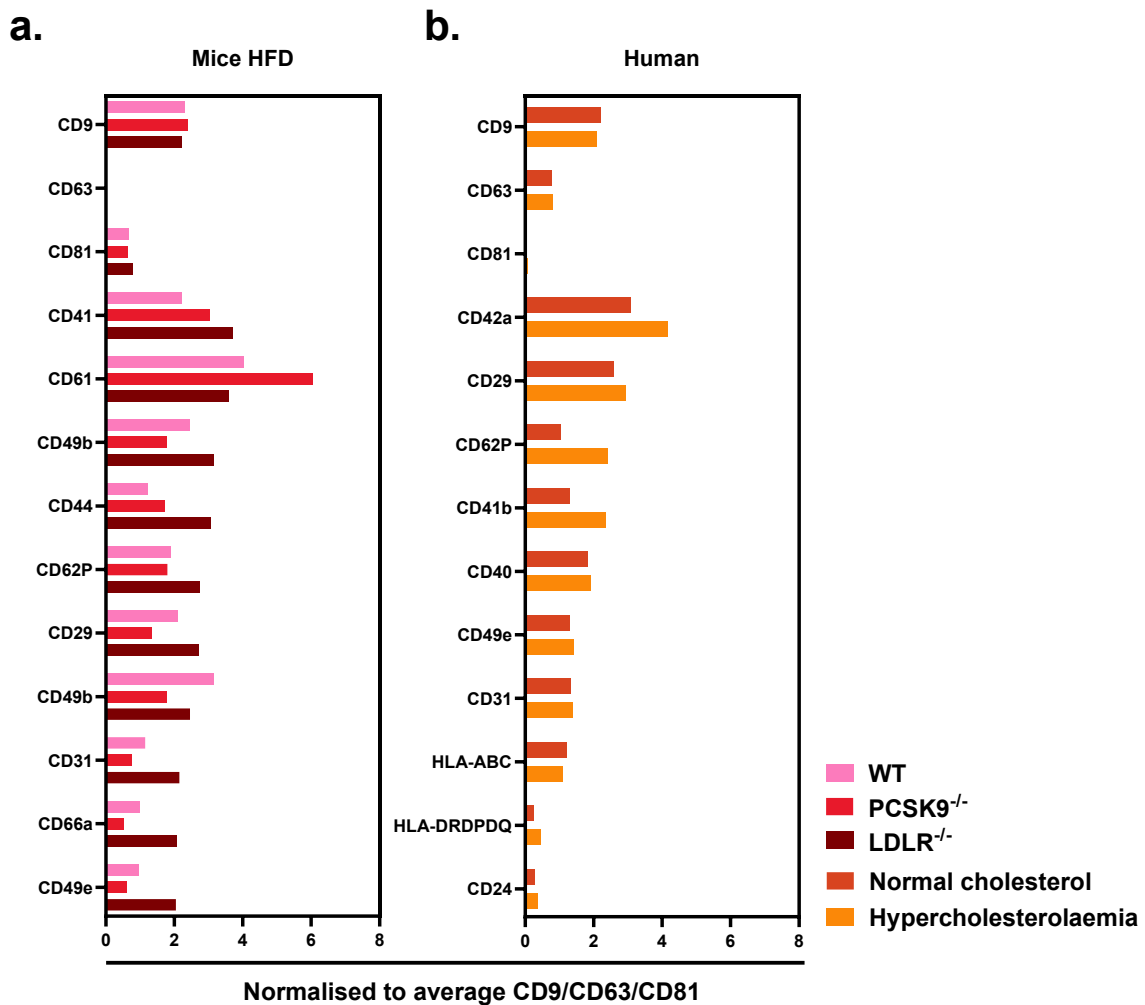 a.
Mice HFD
CD9
CD63
CD81
CD41
CD61
CD49b
CD44
CD62P
CD29
CD49b
CD31
CD66a
CD49e
0 2 4 6 8
b.
Human
CD9
CD63
CD81
CD42a
CD29
CD62P
CD41b
CD40
CD49e
CD31
HLA-ABC
HLA-DRDPDQ
CD24
0 2 4 6 8
Normalised to average CD9/CD63/CD81
WT
PCSK9-/-
LDLR-/-
Normal cholesterol
Hypercholesterolaemia